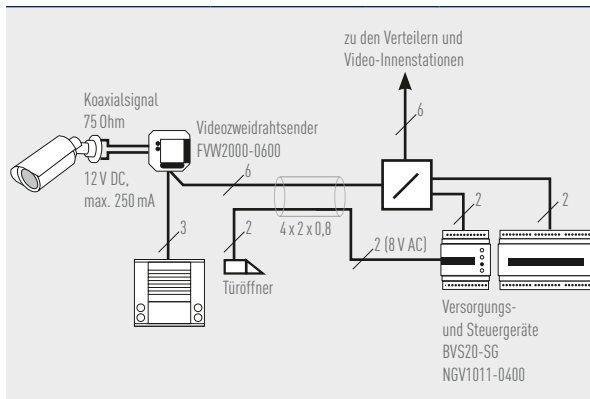 zu den Verteilern und
Video-Innenstationen
6
Koaxialsignal
75 Ohm
Videozweidrahtsender
FVW2000-0600
12 V DC,
max. 250 mA
6
2
2
3
2
4 x 2 x 0,8
2 (8 V AC)
Türöffner
Versorgungs-
und Steuergeräte
BVS20-SG
NGV1011-0400